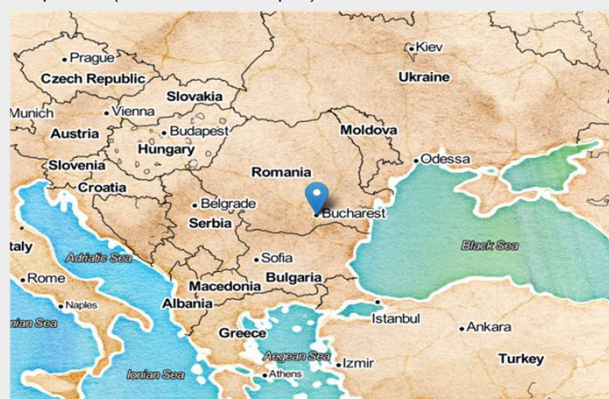 Prague
Kiev
Czech Republic
Ukraine
Slovakia
Munich
Vienna
Austria
Budapest
Moldova
Hungary
Odessa
Slovenia
Romania
Croatia
Belgrade
Bucharest
Serbia
Black Sea
Adriatic Sea
Sofia
Italy
Rome
Macedonia
Bulgaria
Naples
Albania
Istanbul
Ankara
Greece
Aegean Sea
Turkey
Izmir
Ionian Sea
Athens